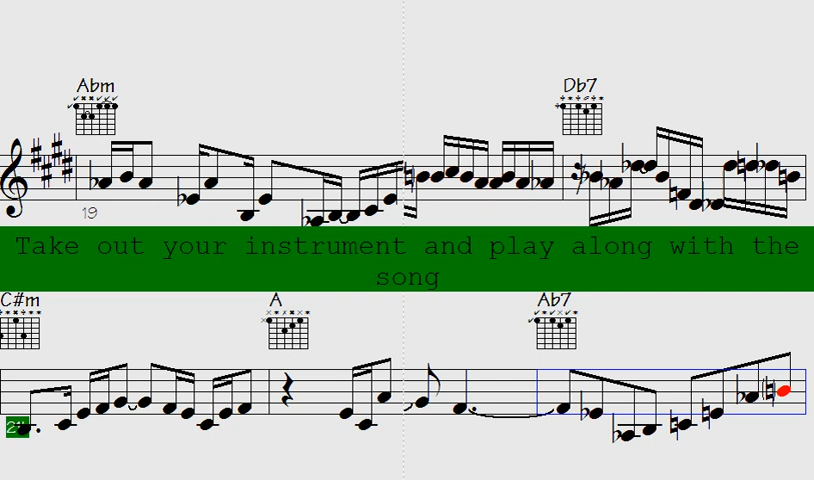 Abm Db7
19
Take out your instrument and play along with the
song
C#m A Ab7
21